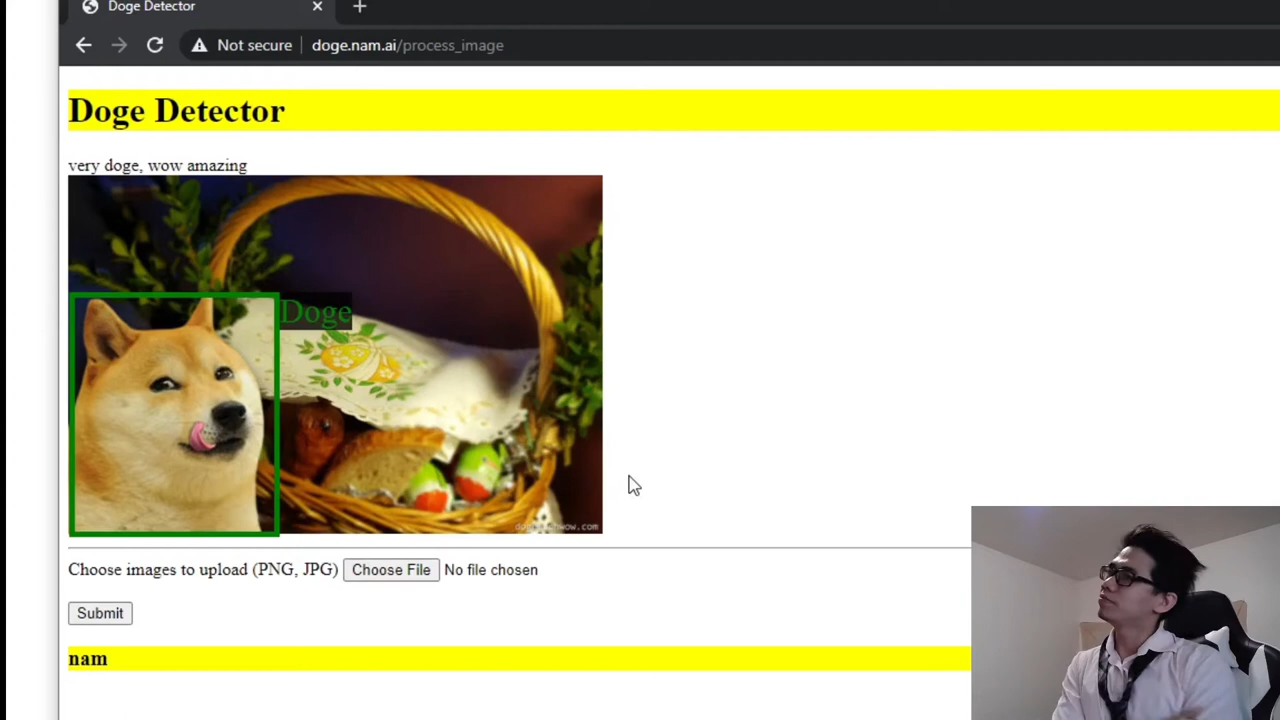 Doge Detector
Not secure doge.nam.ai/process_image
Doge Detector
very doge, wow amazing
Doge
Choose images to upload (PNG, JPG) Choose File No file chosen
Submit
nam